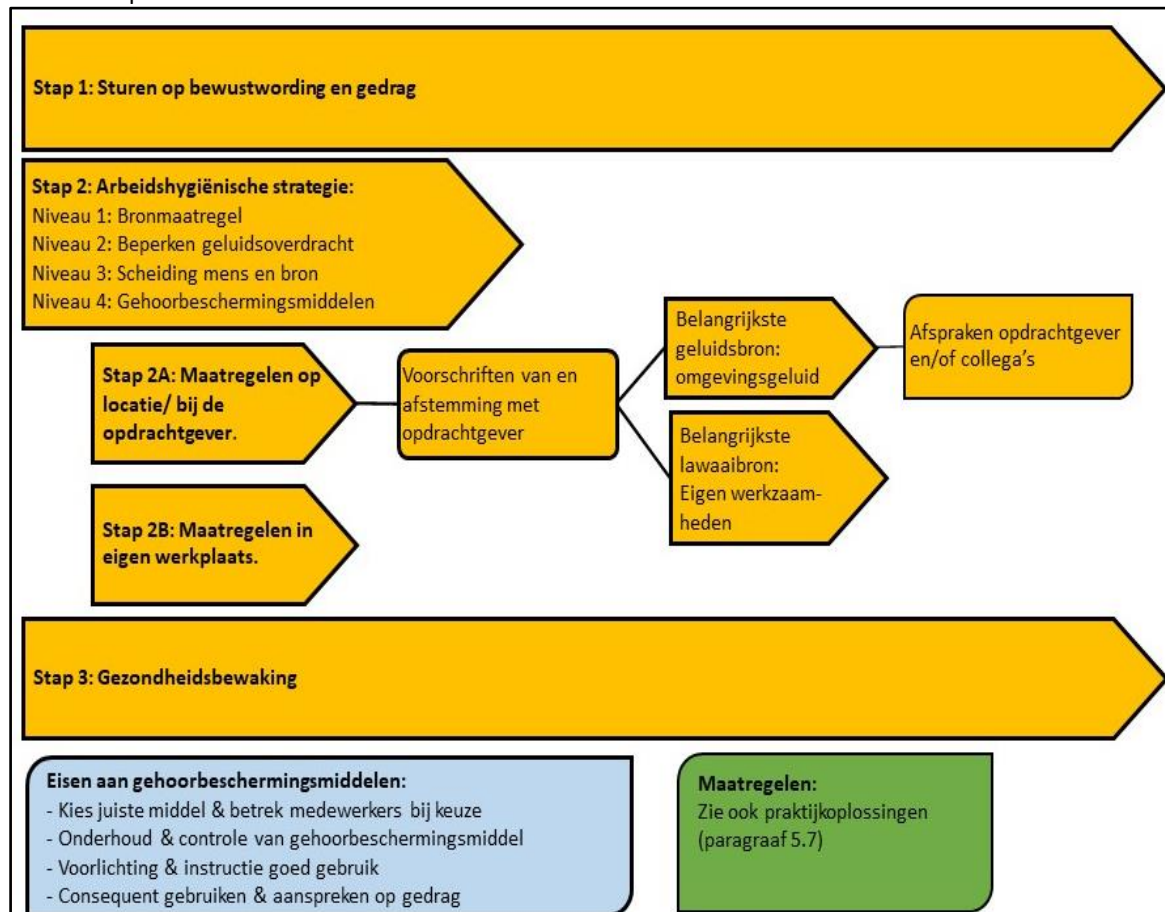 Stap 1: Sturen op bewustwording en gedrag
Stap 2: Arbeidshygiënische strategie:
Niveau 1: Bronmaatregel
Niveau 2: Beperken geluidsoverdracht
Niveau 3: Scheiding mens en bron
Niveau 4: Gehoorbeschermingsmiddelen
Stap 2A: Maatregelen op
locatie/ bij de
opdrachtgever.
Voorschriften van en
afstemming met
opdrachtgever
Belangrijkste
geluidsbron:
omgevingsgeluid
Afspraken opdrachtgever
en/of collega's
Belangrijkste
lawaaibron:
Eigen werkzaam-
heden
Stap 2B: Maatregelen in
eigen werkplaats.
Stap 3: Gezondheidsbewaking
Eisen aan gehoorbeschermingsmiddelen:
- Kies juiste middel & betrek medewerkers bij keuze
- Onderhoud & controle van gehoorbeschermingsmiddel
- Voorlichting & instructie goed gebruik
- Consequent gebruiken & aanspreken op gedrag
Maatregelen:
Zie ook praktijkoplossingen
(paragraaf 5.7)